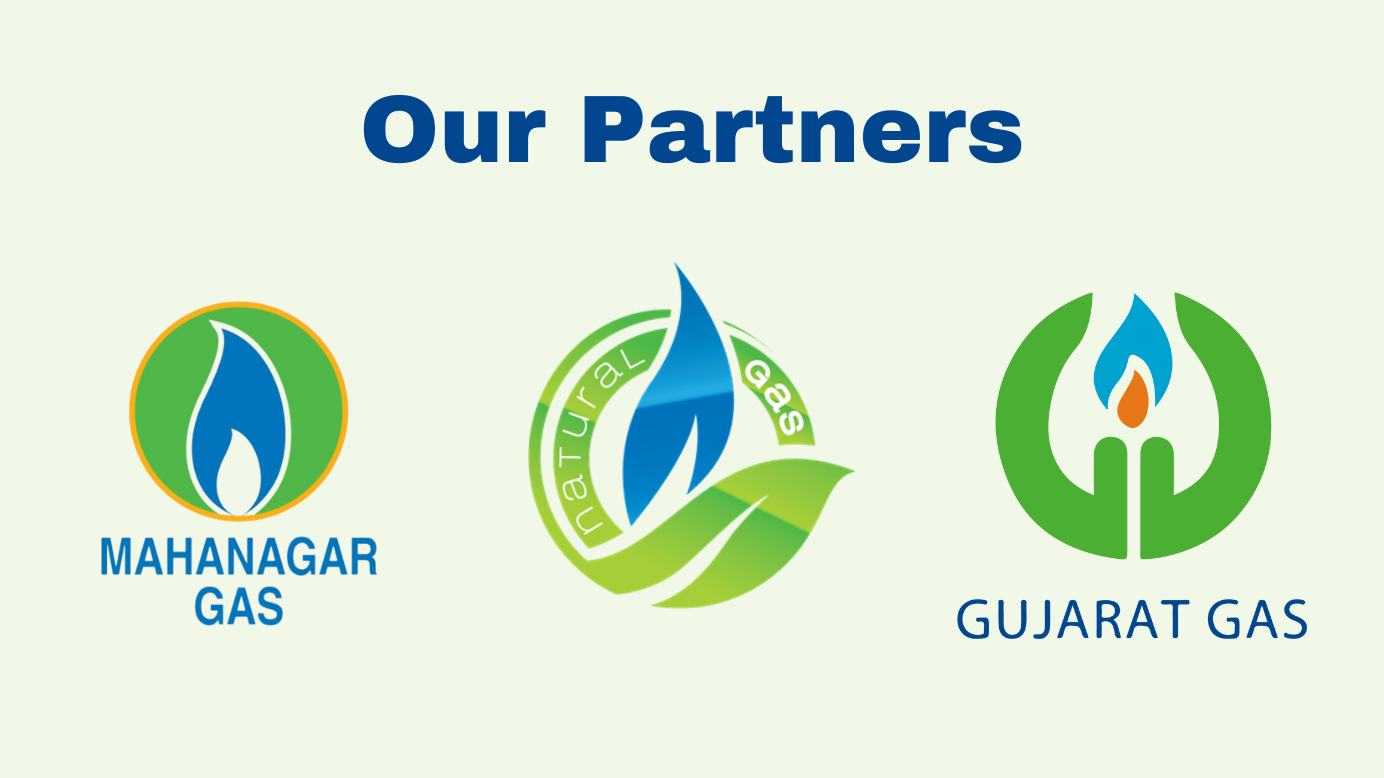 Our Partners
MAHANAGAR
GAS
naTuraL
Gas
GUJARAT GAS